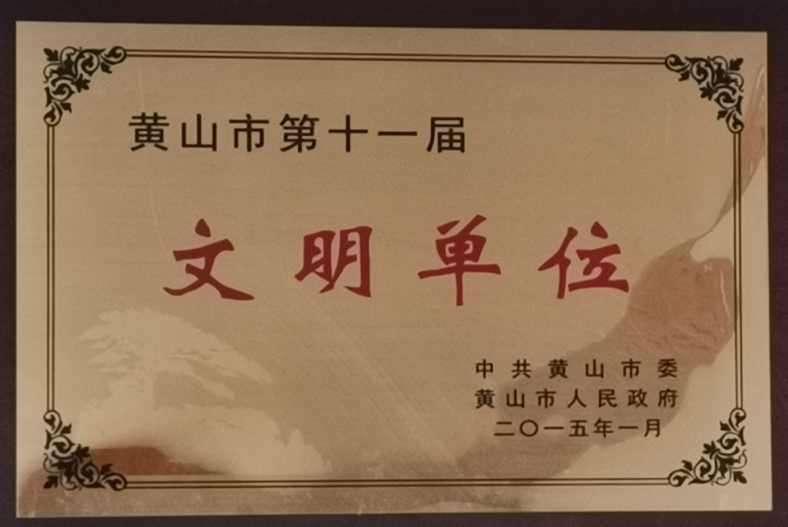 黄山市第十一届
文明单位
中共黄山市委
黄山市人民政府
二〇一五年一月